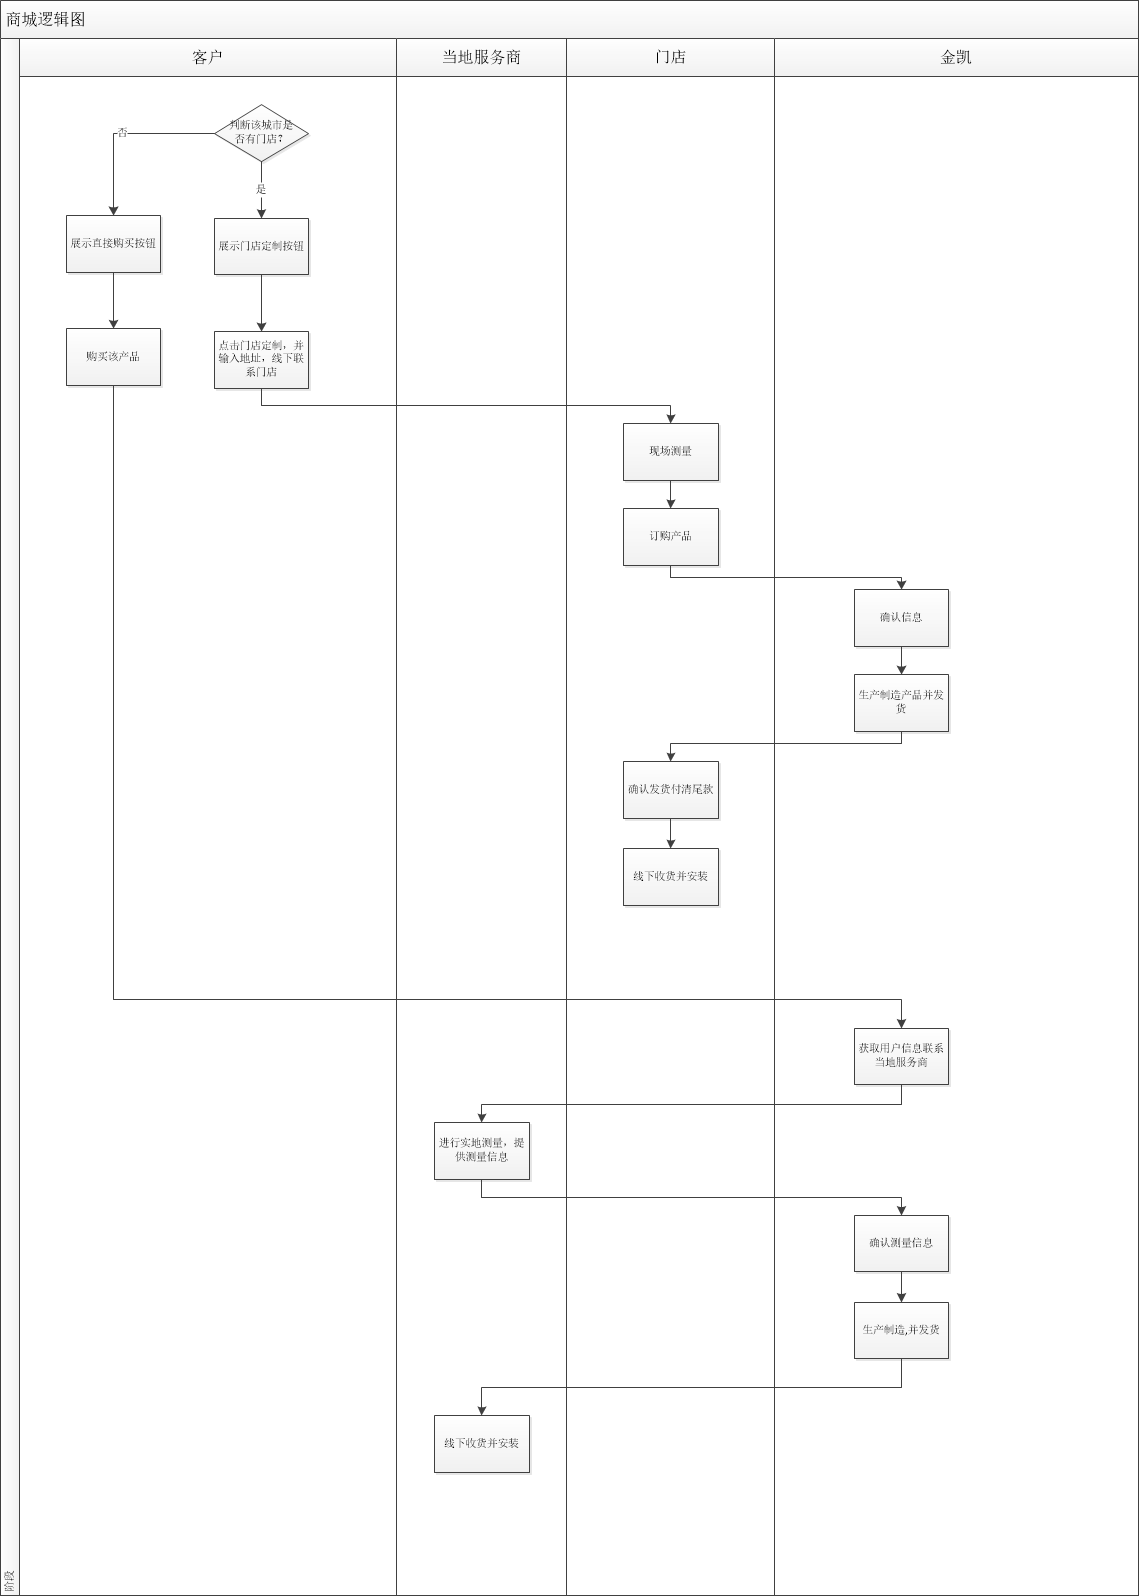 商城逻辑图
客户
当地服务商
门店
金凯
判断该城市是
否有门店？
否
是
展示直接购买按钮
展示门店定制按钮
购买该产品
点击门店定制，并
输入地址，线下联
系门店
现场测量
订购产品
确认信息
生产制造产品并发
货
确认发货付清尾款
线下收货并安装
获取用户信息联系
当地服务商
进行实地测量，提
供测量信息
确认测量信息
生产制造,并发货
线下收货并安装
阶段